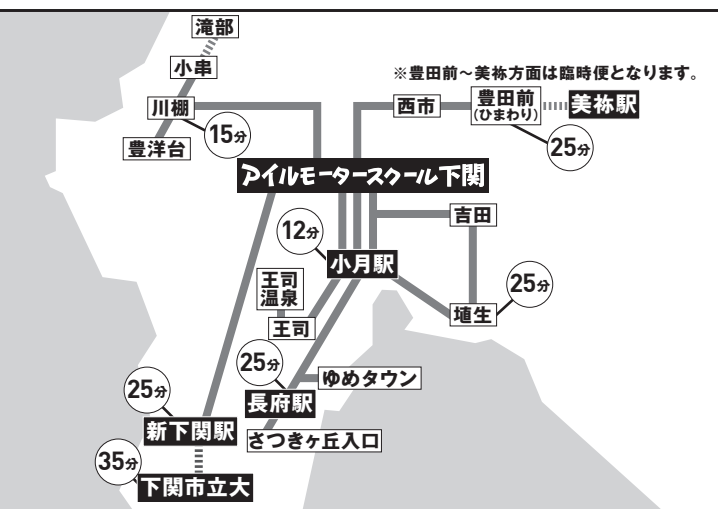 滝部
小串
※豊田前～美祢方面は臨時便となります。
川棚
西市
豊田前
(ひまわり)
美祢駅
15分
豊洋台
25分
アイルモータースクール下関
吉田
12分
小月駅
王司
温泉
25分
埴生
王司
25分
ゆめタウン
25分
長府駅
新下関駅
さつきヶ丘入口
35分
下関市立大